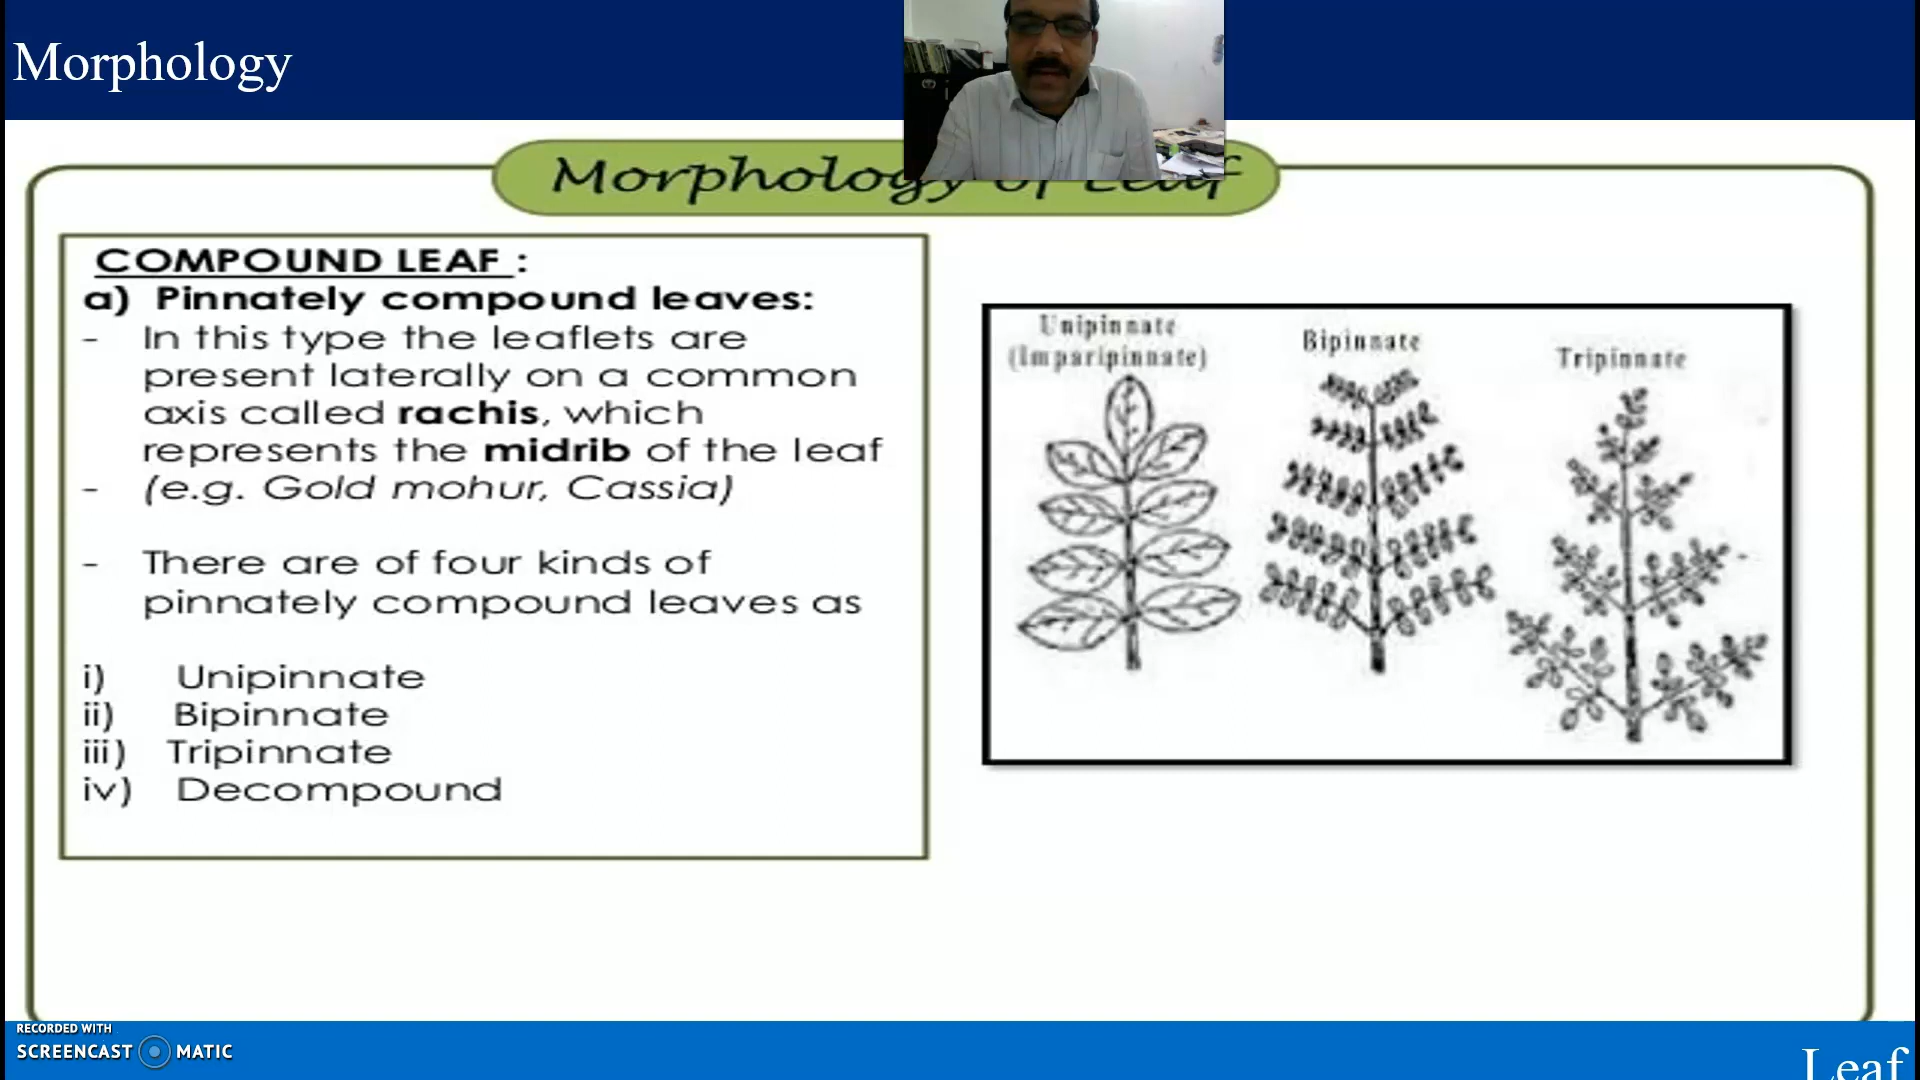 Morphology
Morphology of Leaf
COMPOUND LEAF :
a) Pinnately compound leaves:
- In this type the leaflets are
present laterally on a common
axis called rachis, which
represents the midrib of the leaf
- (e.g. Gold mohur, Cassia)
- There are of four kinds of
pinnately compound leaves as
i) Unipinnate
ii) Bipinnate
iii) Tripinnate
iv) Decompound
Unipinnate
(Imparipinnate)
Bipinnate
Tripinnate
RECORDED WITH
SCREENCAST MATIC
Leaf